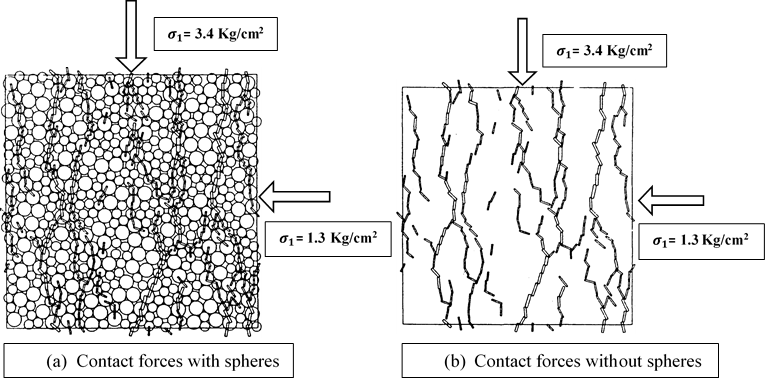 σ₁= 3.4 Kg/cm²
σ₁= 3.4 Kg/cm²
σ₁= 1.3 Kg/cm²
σ₁= 1.3 Kg/cm²
(a) Contact forces with spheres
(b) Contact forces without spheres